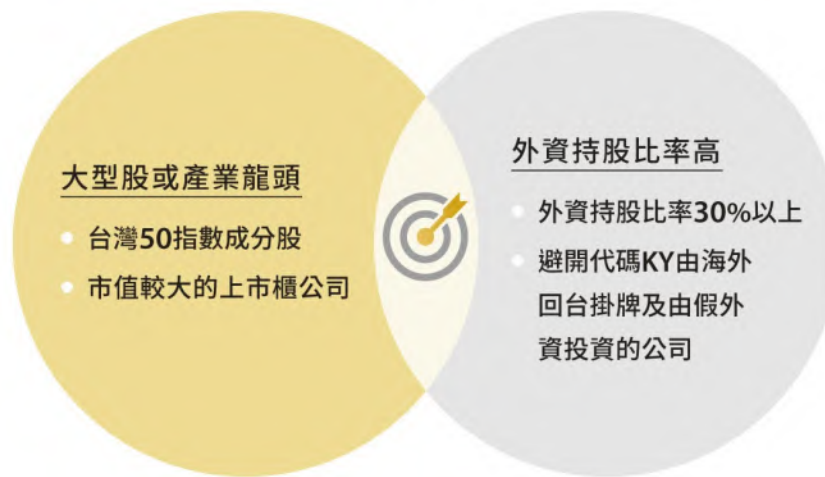 大型股或產業龍頭
台灣50指數成分股
市值較大的上市櫃公司
外資持股比率高
外資持股比率30%以上
避開代碼KY由海外
回台掛牌及由假外
資投資的公司